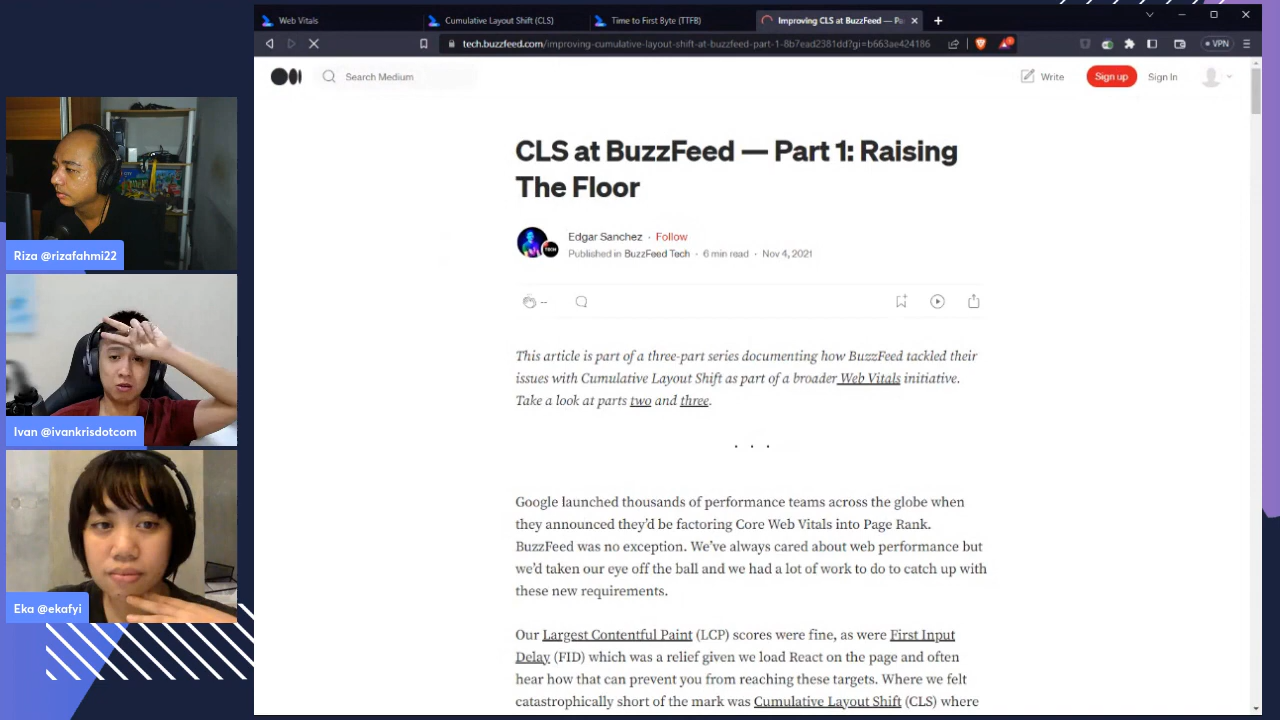 Web Vitals
Cumulative Layout Shift (CLS)
Time to First Byte (TTFB)
Improving CLS at BuzzFeed — Pa
tech.buzzfeed.com/improving-cumulative-layout-shift-at-buzzfeed-part-1-8b7ead2381dd?gi=b663ae424186
VPN
Search Medium
Write
Sign up
Sign In
CLS at BuzzFeed — Part 1: Raising
The Floor
Edgar Sanchez · Follow
Published in BuzzFeed Tech · 6 min read · Nov 4, 2021
--
This article is part of a three-part series documenting how BuzzFeed tackled their
issues with Cumulative Layout Shift as part of a broader Web Vitals initiative.
Take a look at parts two and three.
. . .
Google launched thousands of performance teams across the globe when
they announced they’d be factoring Core Web Vitals into Page Rank.
BuzzFeed was no exception. We’ve always cared about web performance but
we’d taken our eye off the ball and we had a lot of work to do to catch up with
these new requirements.
Our Largest Contentful Paint (LCP) scores were fine, as were First Input
Delay (FID) which was a relief given we load React on the page and often
hear how that can prevent you from reaching these targets. Where we felt
catastrophically short of the mark was Cumulative Layout Shift (CLS) where
Riza @rizafahmi22
Ivan @ivankrisdotcom
Eka @ekafyi